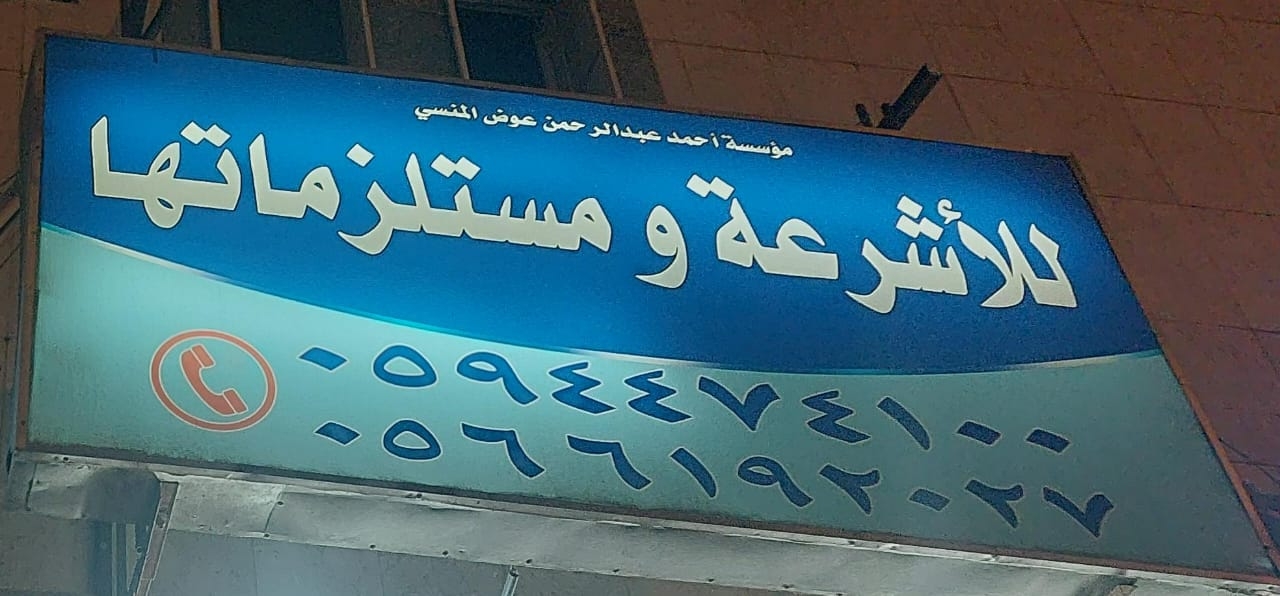 مؤسسة أحمد عبدالرحمن عوض المنسي
للأشرعة و مستلزماتها
٠٥٩٤٤٧٤١٠٠
٠٥٦٦١٩٢٠٢٧